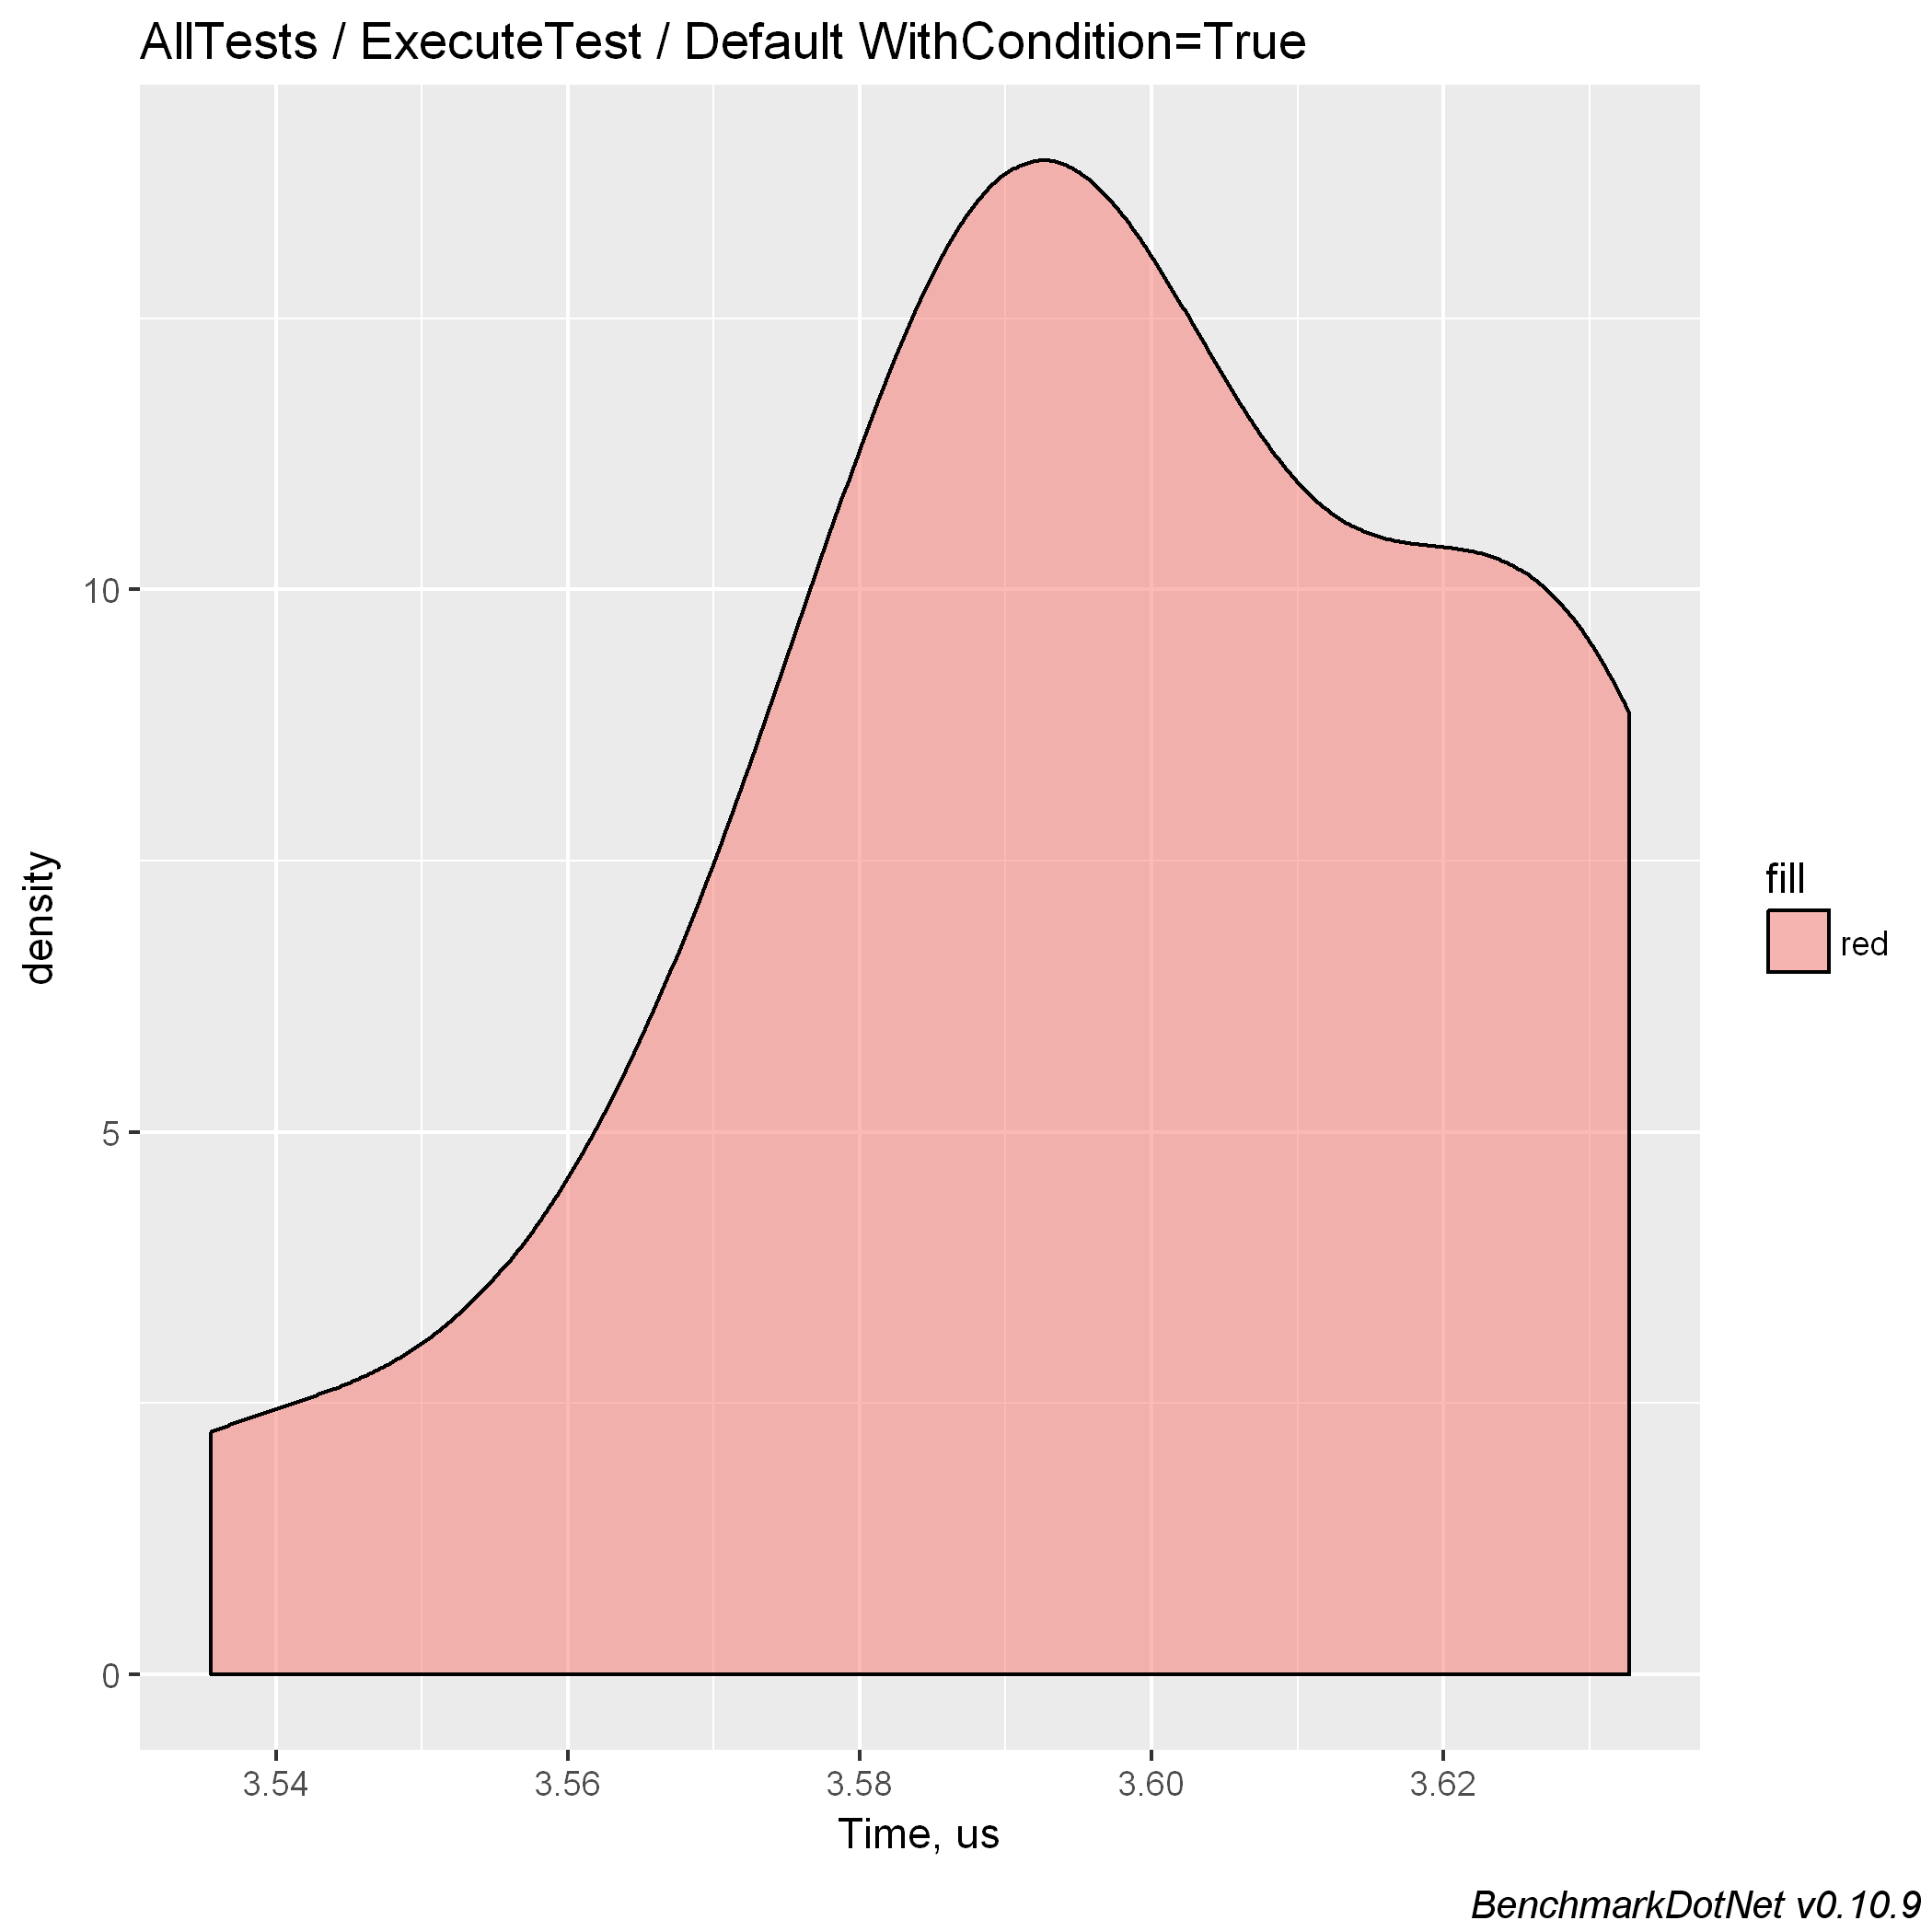 AllTests / ExecuteTest / Default WithCondition=True
density
10
5
0
3.54 3.56 3.58 3.60 3.62
Time, us
fill
red
BenchmarkDotNet v0.10.9